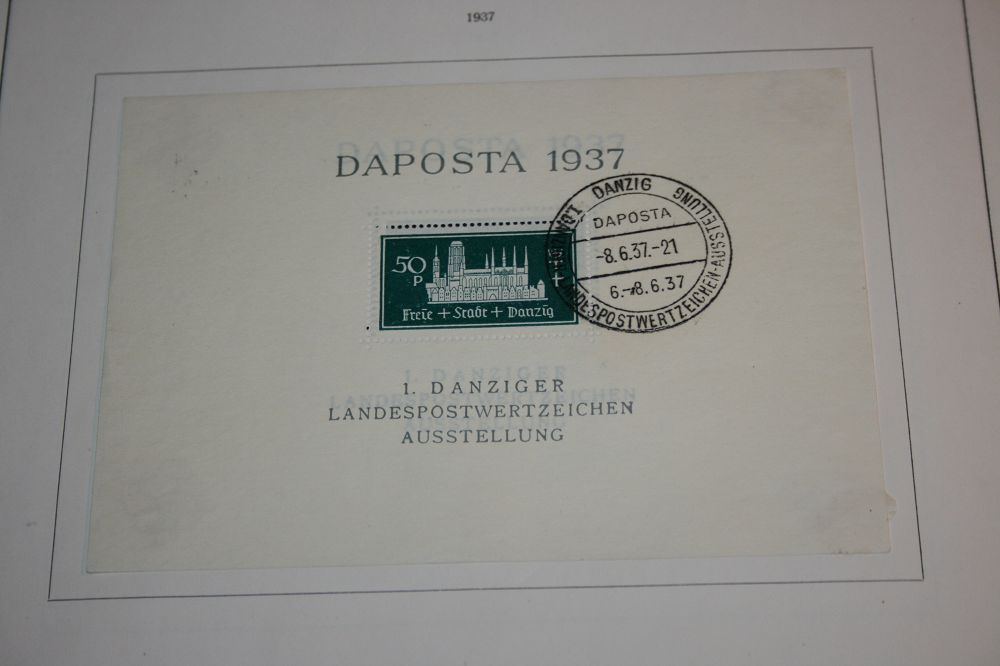 1937
DAPOSTA 1937
50
P
Freie + Stadt + Danzig
DANZIG
LANDESPOSTWERTZEICHEN-AUSSTELLUNG
DAPOSTA
-8.6.37.-21
6.-8.6.37
1. DANZIGER
LANDESPOSTWERTZEICHEN
AUSSTELLUNG